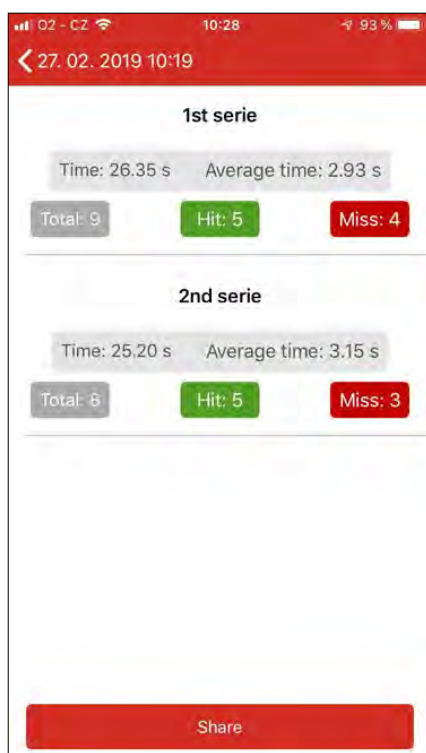 O2 - CZ 10:28 93 %
27. 02. 2019 10:19
1st serie
Time: 26.35 s Average time: 2.93 s
Total: 9 Hit: 5 Miss: 4
2nd serie
Time: 25.20 s Average time: 3.15 s
Total: 8 Hit: 5 Miss: 3
Share